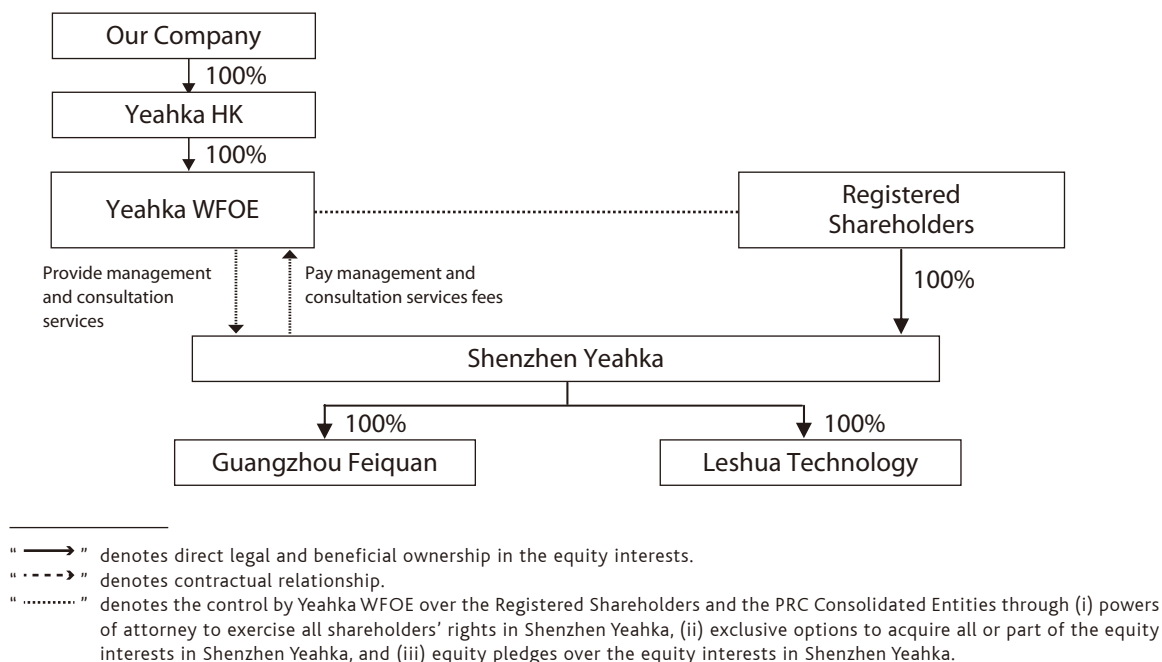 Our Company
100%
Yeahka HK
100%
Yeahka WFOE
Registered
Shareholders
Provide management
and consultation
services
Pay management and
consultation services fees
100%
Shenzhen Yeahka
100%
100%
Guangzhou Feiquan
Leshua Technology
“ ” denotes direct legal and beneficial ownership in the equity interests.
“ ” denotes contractual relationship.
“ ” denotes the control by Yeahka WFOE over the Registered Shareholders and the PRC Consolidated Entities through (i) powers
of attorney to exercise all shareholders’ rights in Shenzhen Yeahka, (ii) exclusive options to acquire all or part of the equity
interests in Shenzhen Yeahka, and (iii) equity pledges over the equity interests in Shenzhen Yeahka.